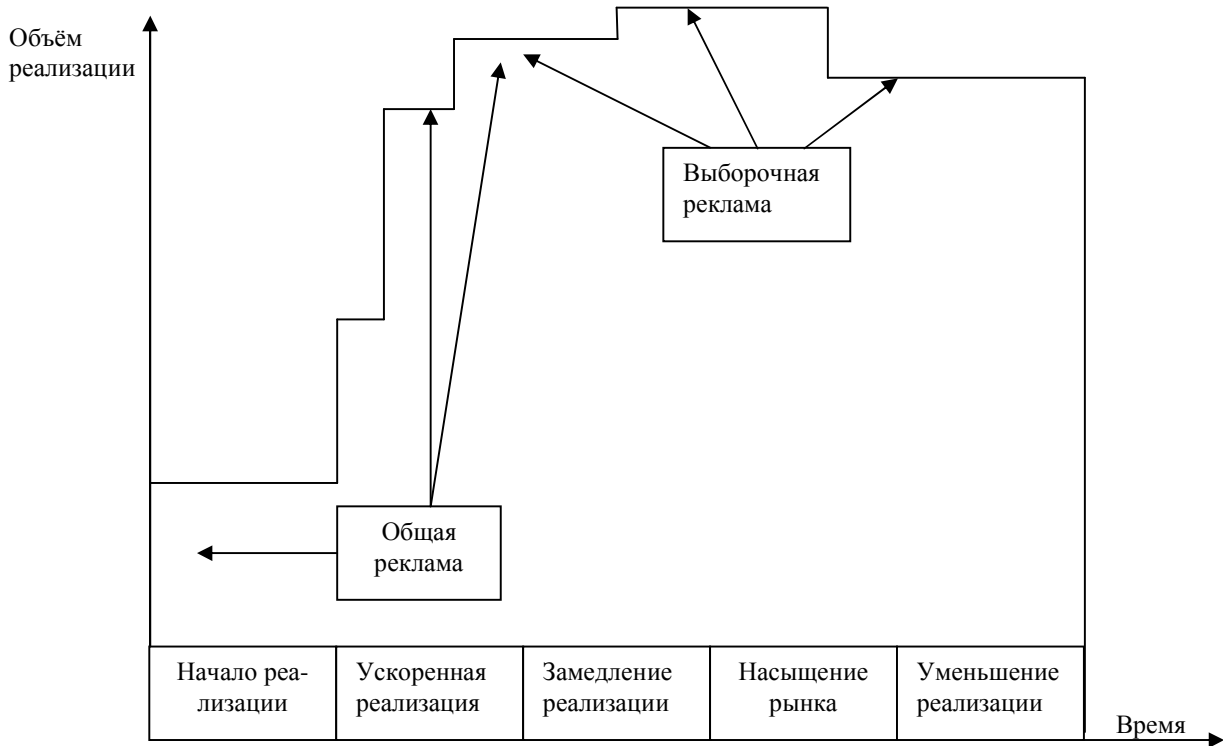 Объём
реализации
Выборочная
реклама
Общая
реклама
Начало реа-
лизации
Ускоренная
реализация
Замедление
реализации
Насыщение
рынка
Уменьшение
реализации
Время